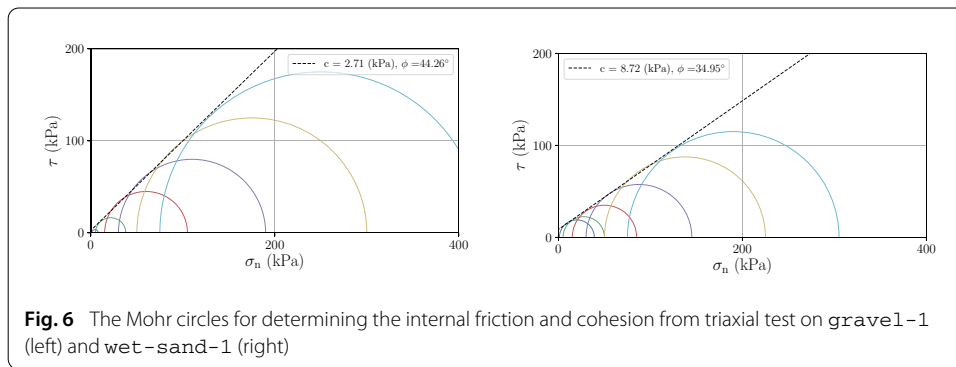 200
100
0
0
200
400
τ (kPa)
σn (kPa)
c = 2.71 (kPa), ϕ =44.26°
200
100
0
0
200
400
τ (kPa)
σn (kPa)
c = 8.72 (kPa), ϕ =34.95°
Fig. 6 The Mohr circles for determining the internal friction and cohesion from triaxial test on gravel-1
(left) and wet-sand-1 (right)